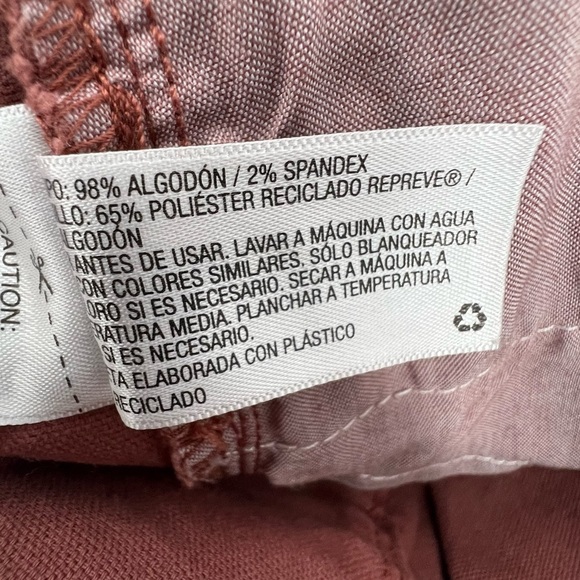 PO: 98% ALGODÓN / 2% SPANDEX
LLO: 65% POLIÉSTER RECICLADO REPREVE® /
ALGODÓN
ANTES DE USAR. LAVAR A MÁQUINA CON AGUA
ON COLORES SIMILARES. SÓLO BLANQUEADOR
ORO SI ES NECESARIO. SECAR A MÁQUINA A
RATURA MEDIA. PLANCHAR A TEMPERATURA
SI ES NECESARIO.
TA ELABORADA CON PLÁSTICO
RECICLADO
CAUTION: